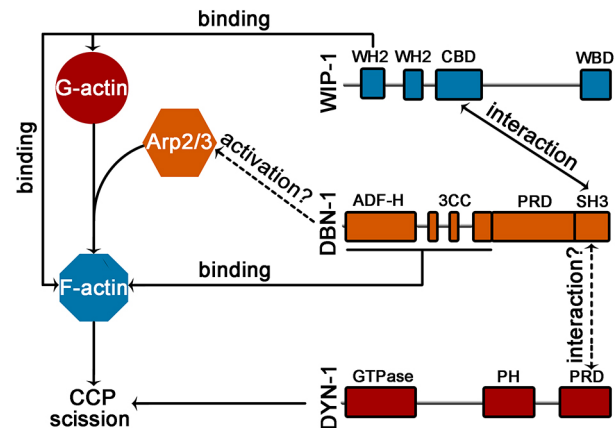 binding
WH2 WH2 CBD WBD
WIP-1
G-actin
Arp2/3
activation?
interaction
binding
ADF-H 3CC PRD SH3
DBN-1
binding
F-actin
interaction?
GTPase PH PRD
DYN-1
CCP
scission